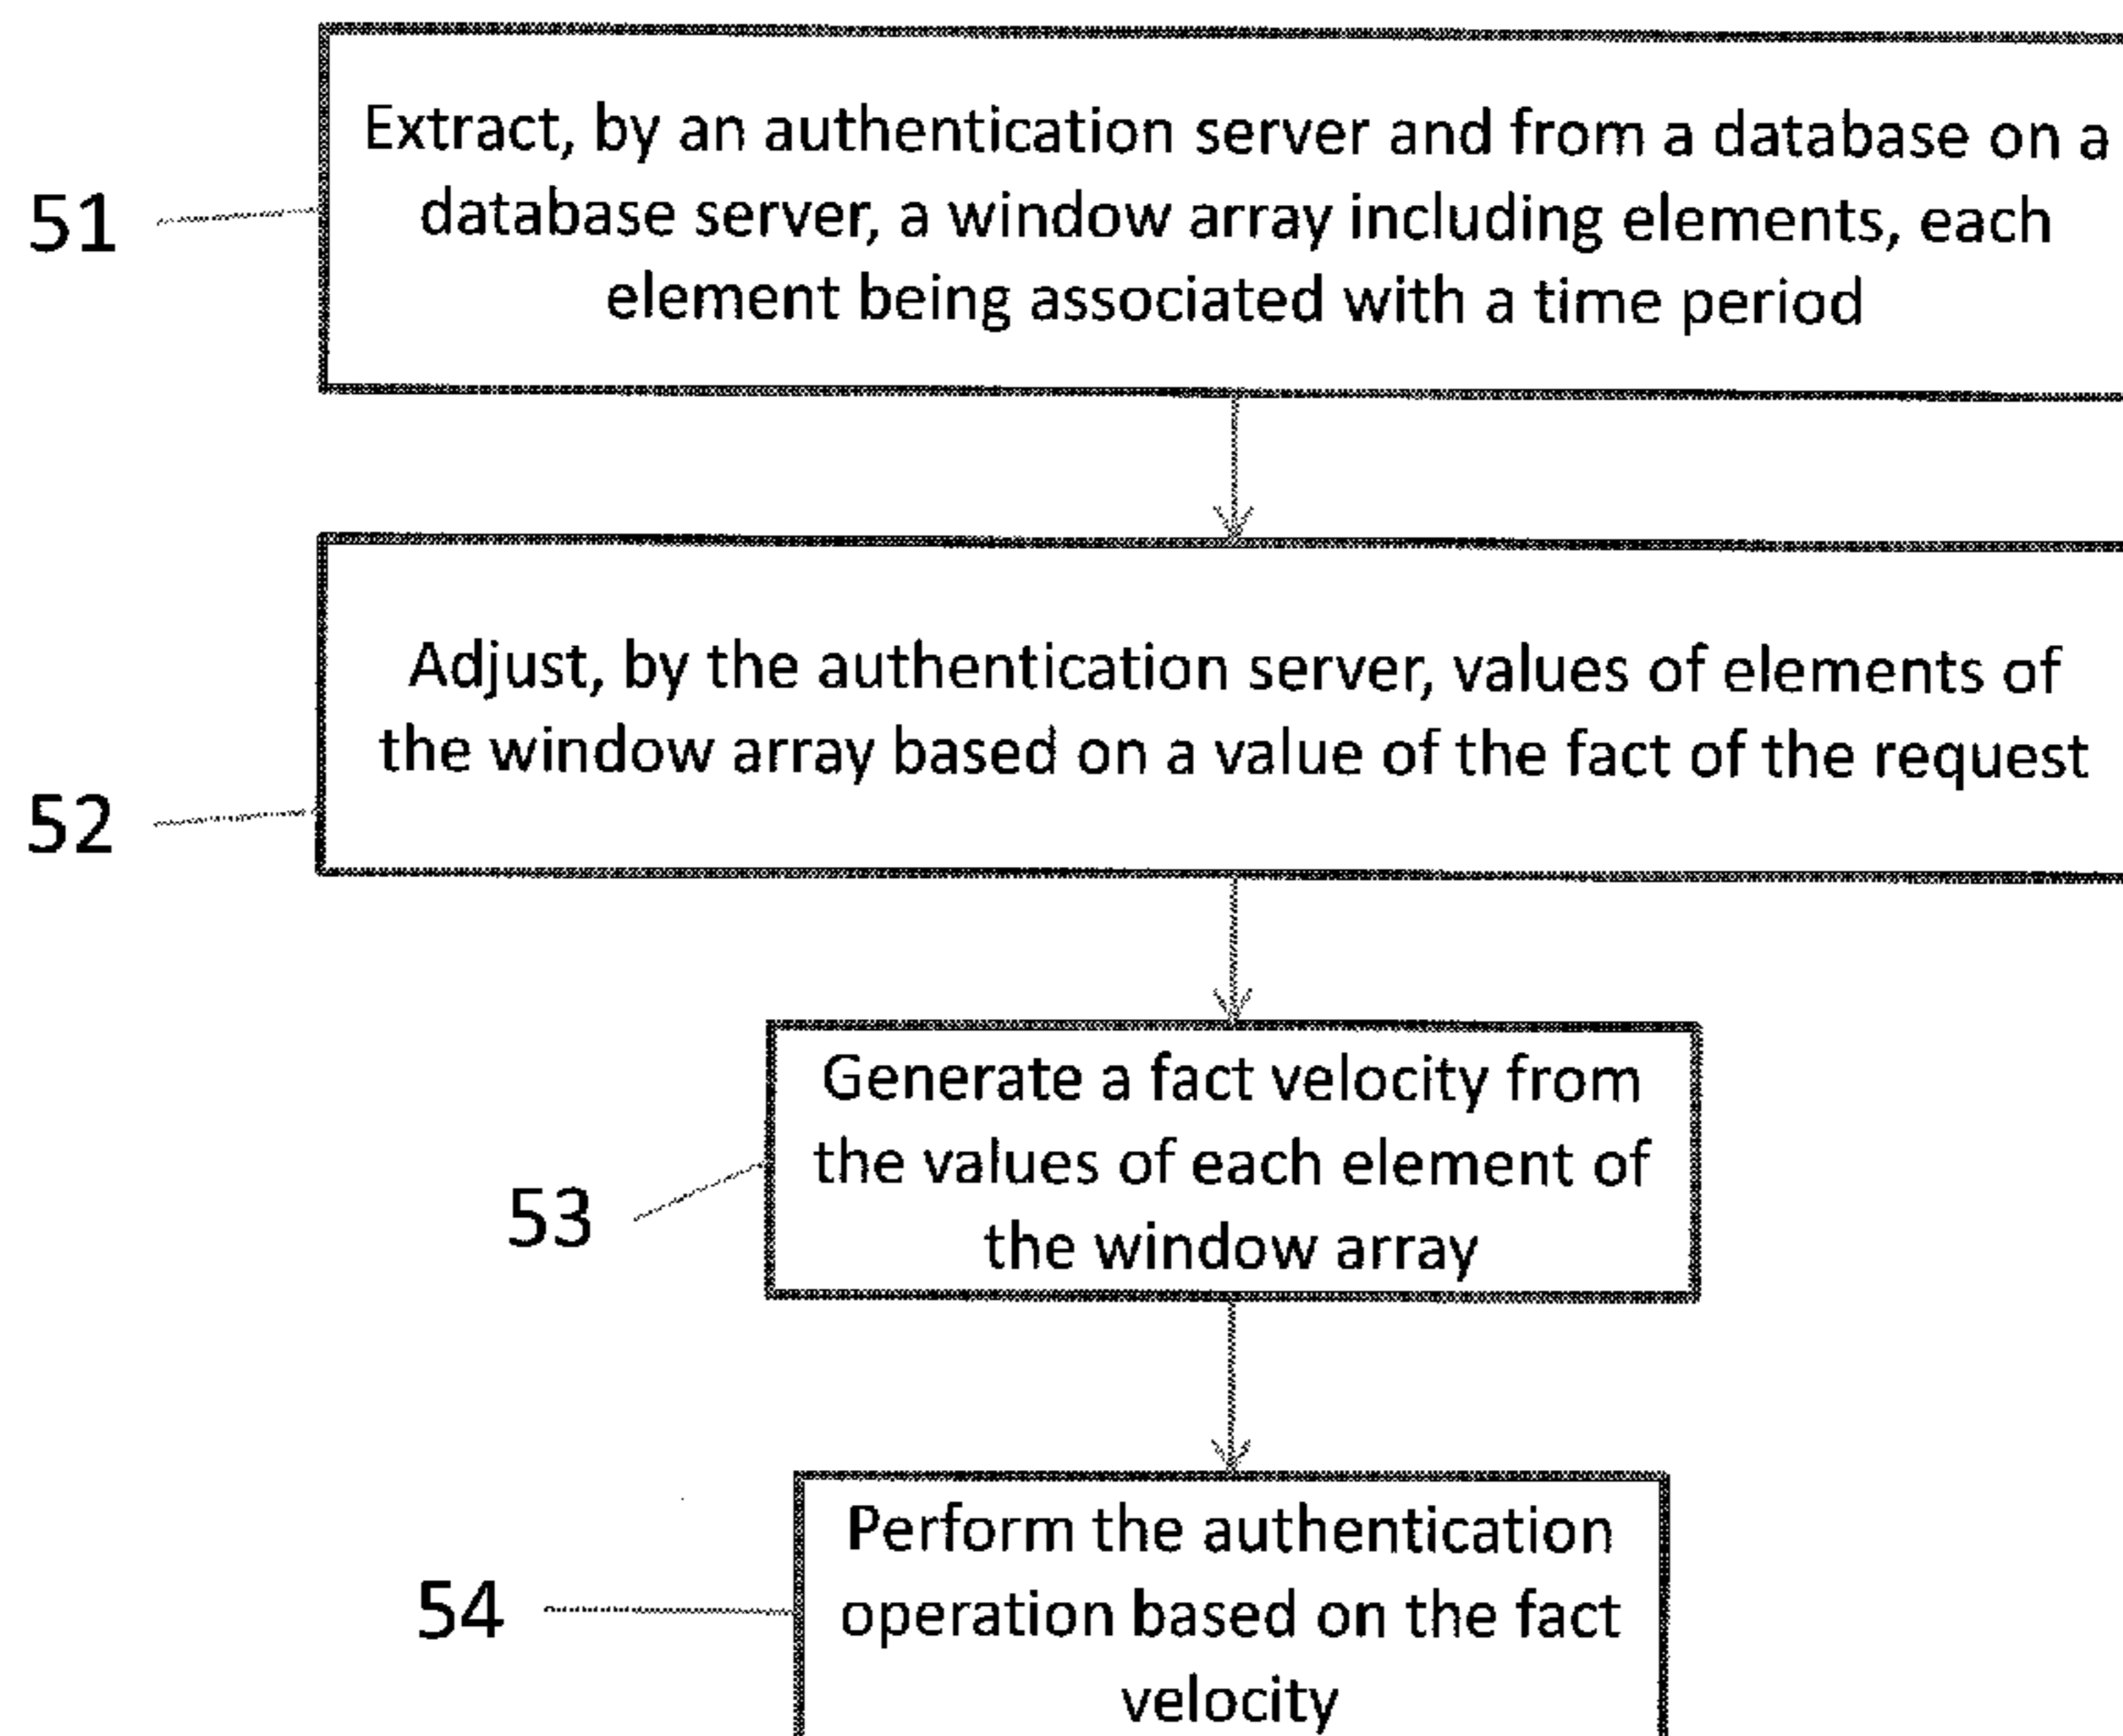 Extract, by an authentication server and from a database on a
51
database server, a window array including elements, each
element being associated with a time period
Adjust, by the authentication server, values of elements of
the window array based on a value of the fact of the request
52
Generate a fact velocity from
the values of each element of
53
the window array
Perform the authentication
54
operation based on the fact
velocity